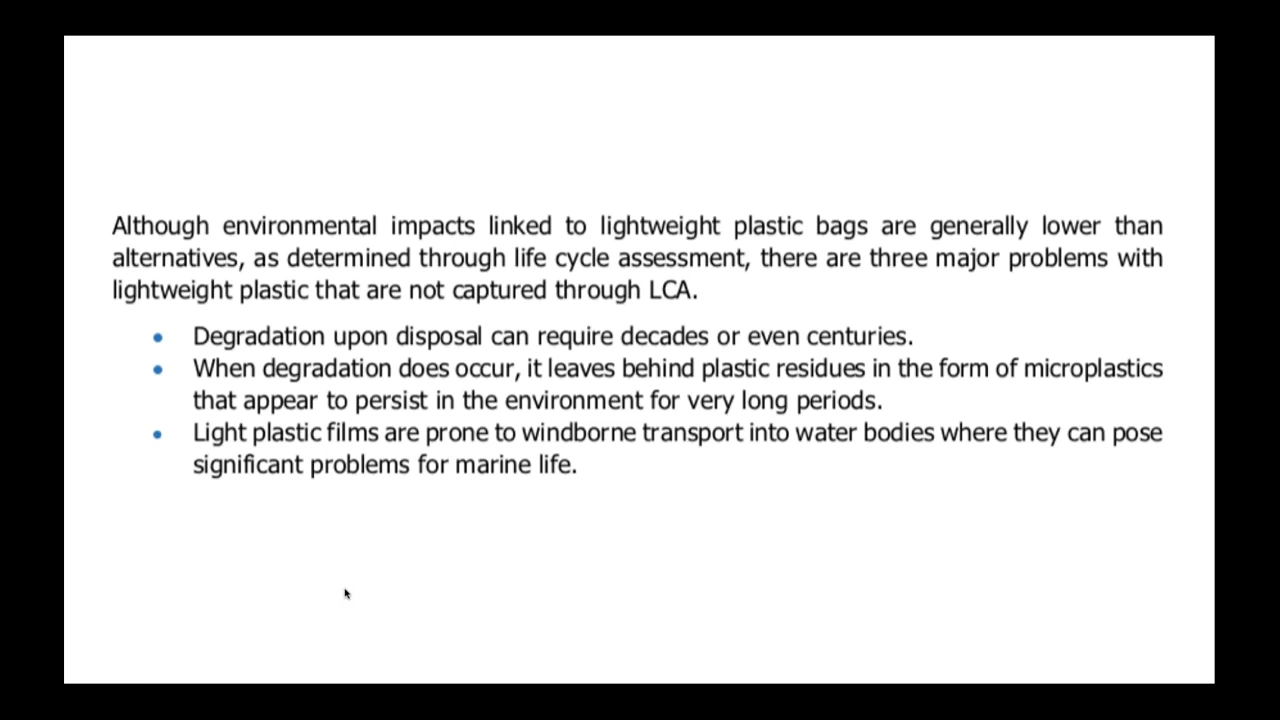 Although environmental impacts linked to lightweight plastic bags are generally lower than
alternatives, as determined through life cycle assessment, there are three major problems with
lightweight plastic that are not captured through LCA.
• Degradation upon disposal can require decades or even centuries.
• When degradation does occur, it leaves behind plastic residues in the form of microplastics
that appear to persist in the environment for very long periods.
• Light plastic films are prone to windborne transport into water bodies where they can pose
significant problems for marine life.